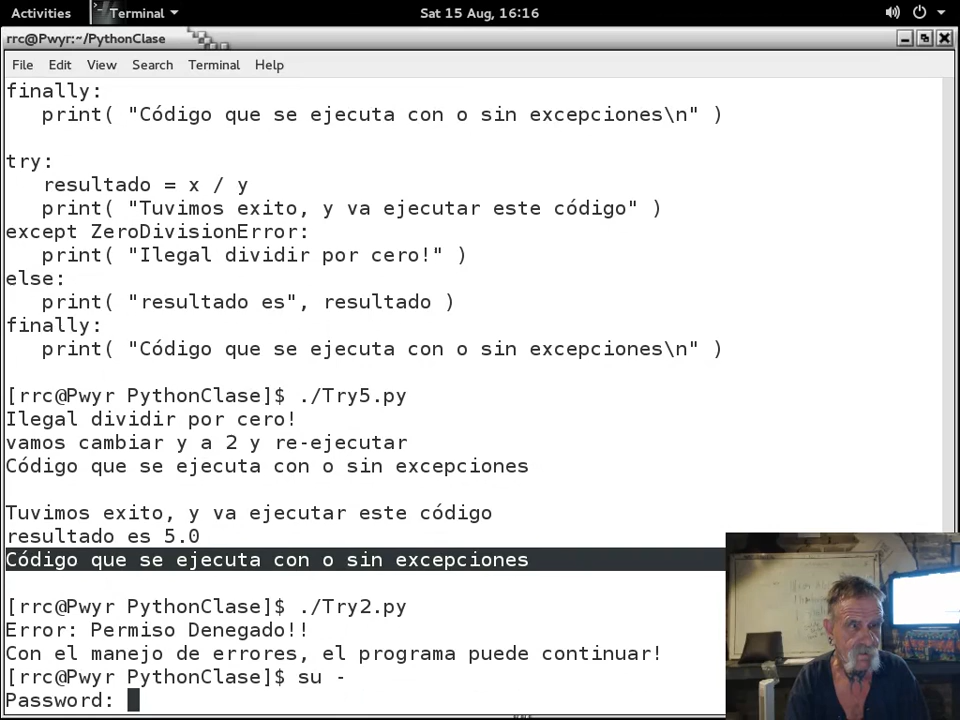 Activities Terminal Sat 15 Aug, 16:16
rrc@Pwyr:~/PythonClase
File Edit View Search Terminal Help
finally:
   print( "Código que se ejecuta con o sin excepciones\n" )
try:
   resultado = x / y
   print( "Tuvimos exito, y va ejecutar este código" )
except ZeroDivisionError:
   print( "Ilegal dividir por cero!" )
else:
   print( "resultado es", resultado )
finally:
   print( "Código que se ejecuta con o sin excepciones\n" )
[rrc@Pwyr PythonClase]$ ./Try5.py
Ilegal dividir por cero!
vamos cambiar y a 2 y re-ejecutar
Código que se ejecuta con o sin excepciones
Tuvimos exito, y va ejecutar este código
resultado es 5.0
Código que se ejecuta con o sin excepciones
[rrc@Pwyr PythonClase]$ ./Try2.py
Error: Permiso Denegado!!
Con el manejo de errores, el programa puede continuar!
[rrc@Pwyr PythonClase]$ su -
Password: